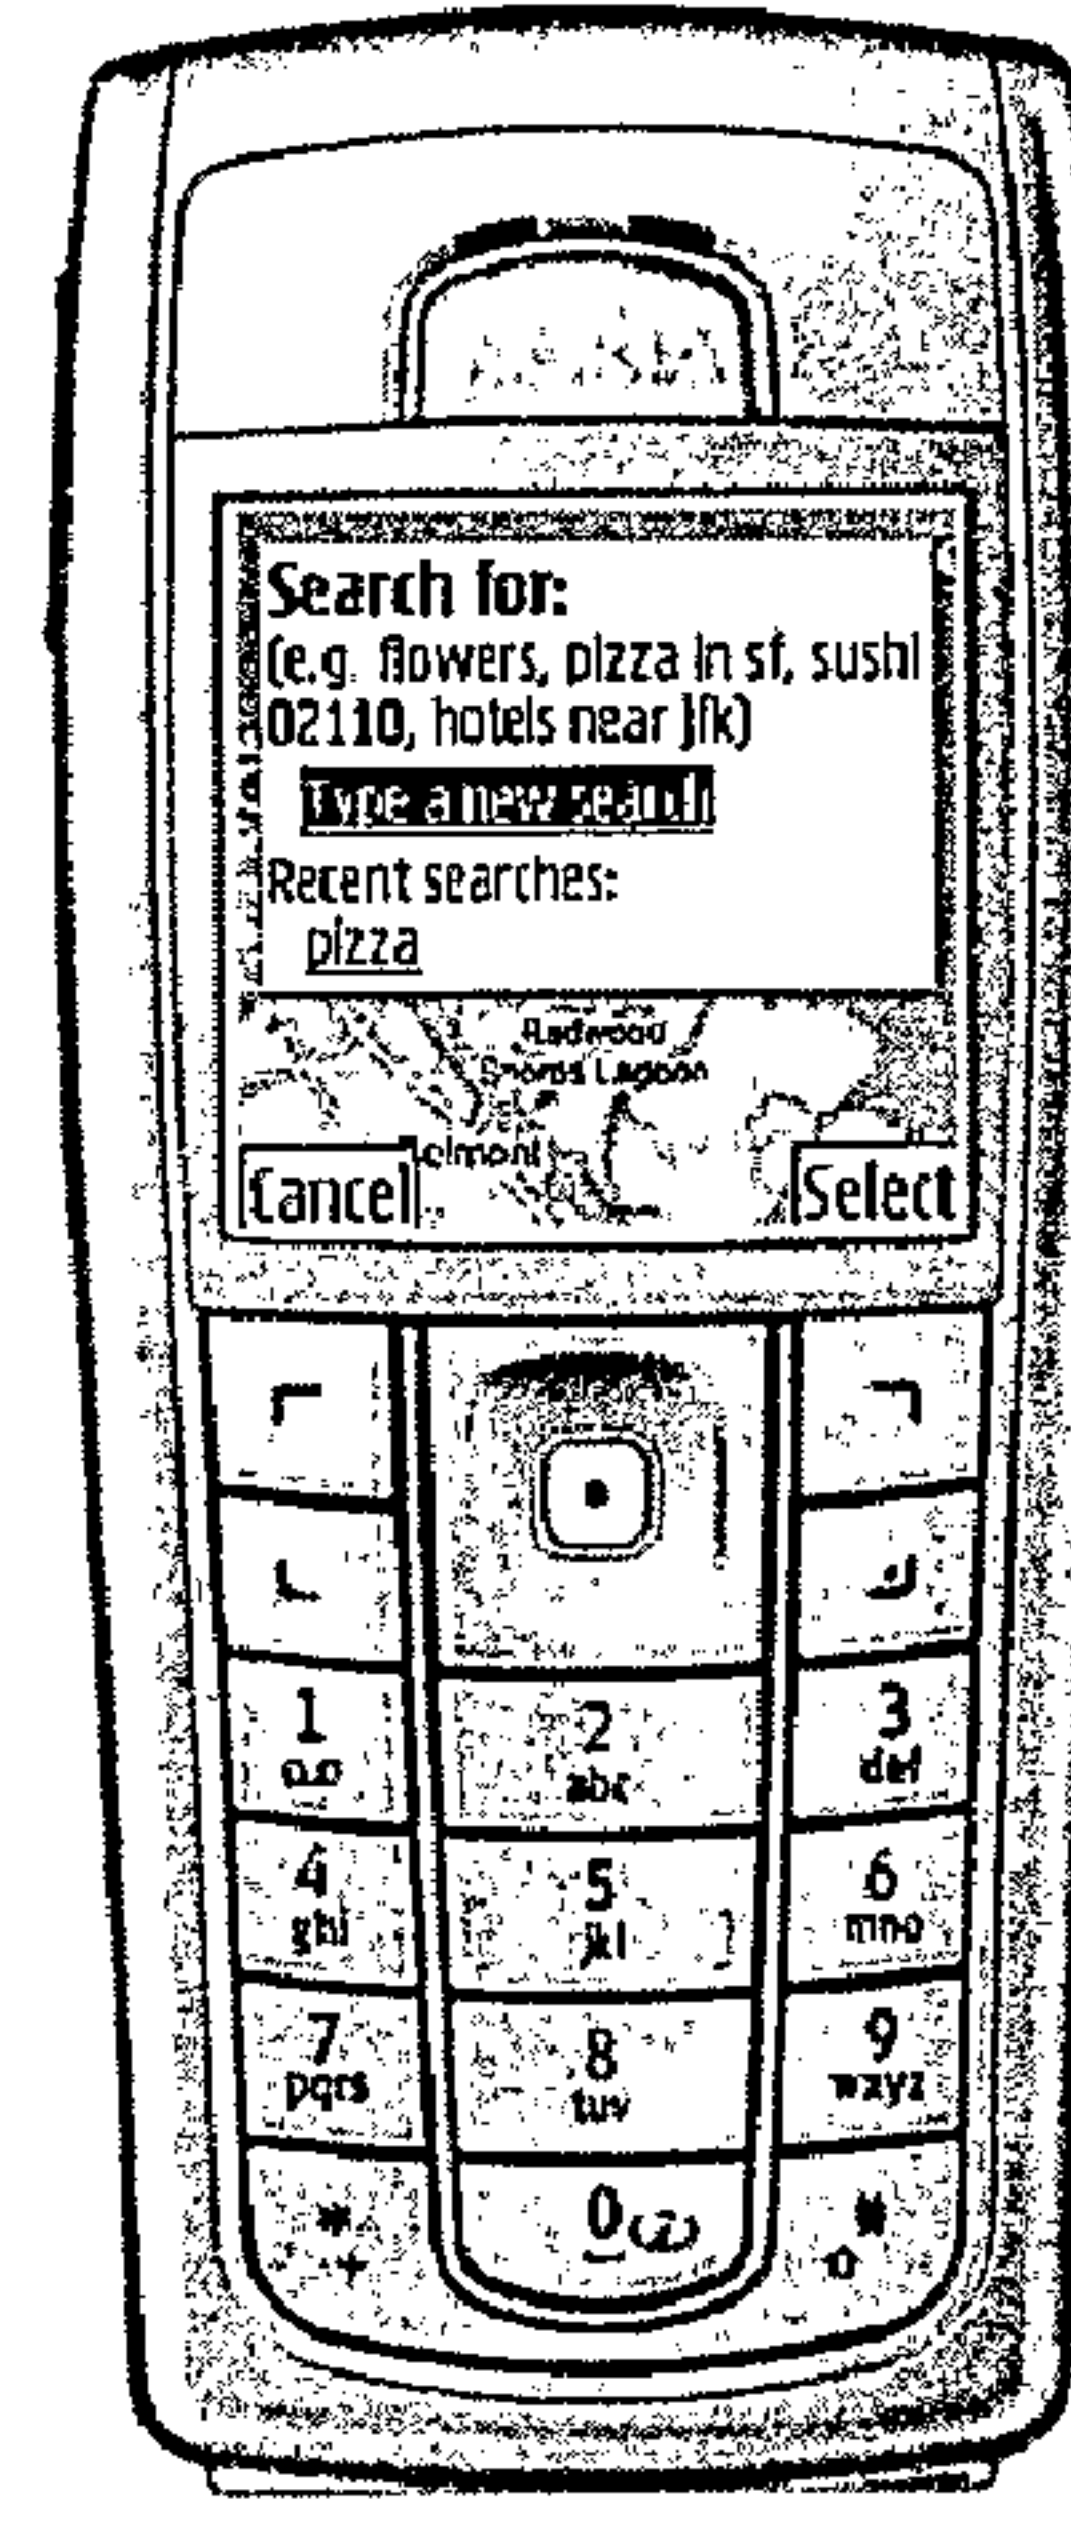 Search for:
(e.g. flowers, pizza in sf, sushi
02110, hotels near jfk)
Type a new search
Recent searches:
pizza
Redwood
Shores Lagoon
elmont
Cancel
Select
1
o.o
2
abc
3
def
4
ghi
5
jkl
6
mno
7
pqrs
8
tuv
9
wxyz
*
+
0
#